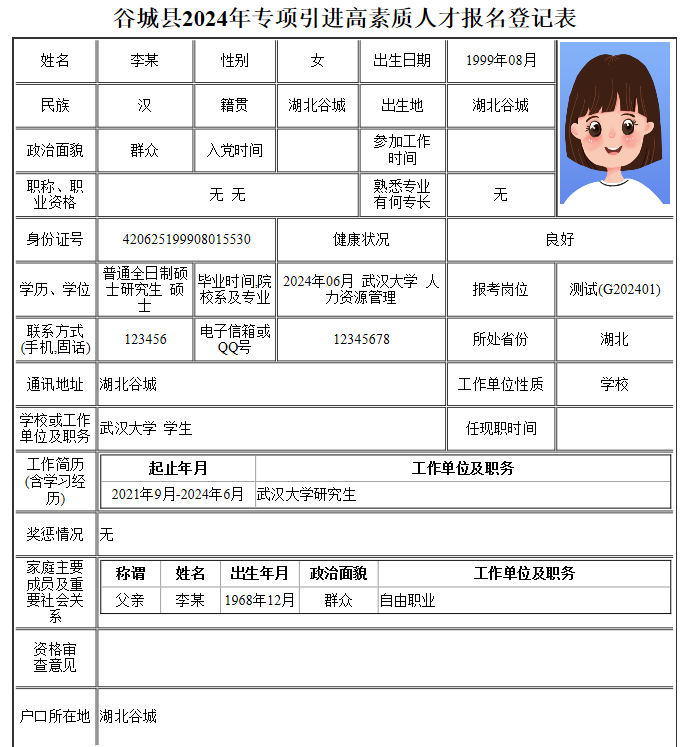 谷城县2024年专项引进高素质人才报名登记表
姓名 李某 性别 女 出生日期 1999年08月
民族 汉 籍贯 湖北谷城 出生地 湖北谷城
政治面貌 群众 入党时间 参加工作
时间
职称、职
业资格 无 无 熟悉专业
有何专长 无
身份证号 420625199908015530 健康状况 良好
学历、学位 普通全日制硕
士研究生 硕
士 毕业时间,院
校系及专业 2024年06月 武汉大学 人
力资源管理 报考岗位 测试(G202401)
联系方式
(手机,固话) 123456 电子信箱或
QQ号 12345678 所处省份 湖北
通讯地址 湖北谷城 工作单位性质 学校
学校或工作
单位及职务 武汉大学 学生 任现职时间
工作简历
(含学习经
历) 起止年月 工作单位及职务
2021年9月-2024年6月 武汉大学研究生
奖惩情况 无
家庭主要
成员及重
要社会关
系 称谓 姓名 出生年月 政治面貌 工作单位及职务
父亲 李某 1968年12月 群众 自由职业
资格审
查意见
户口所在地 湖北谷城